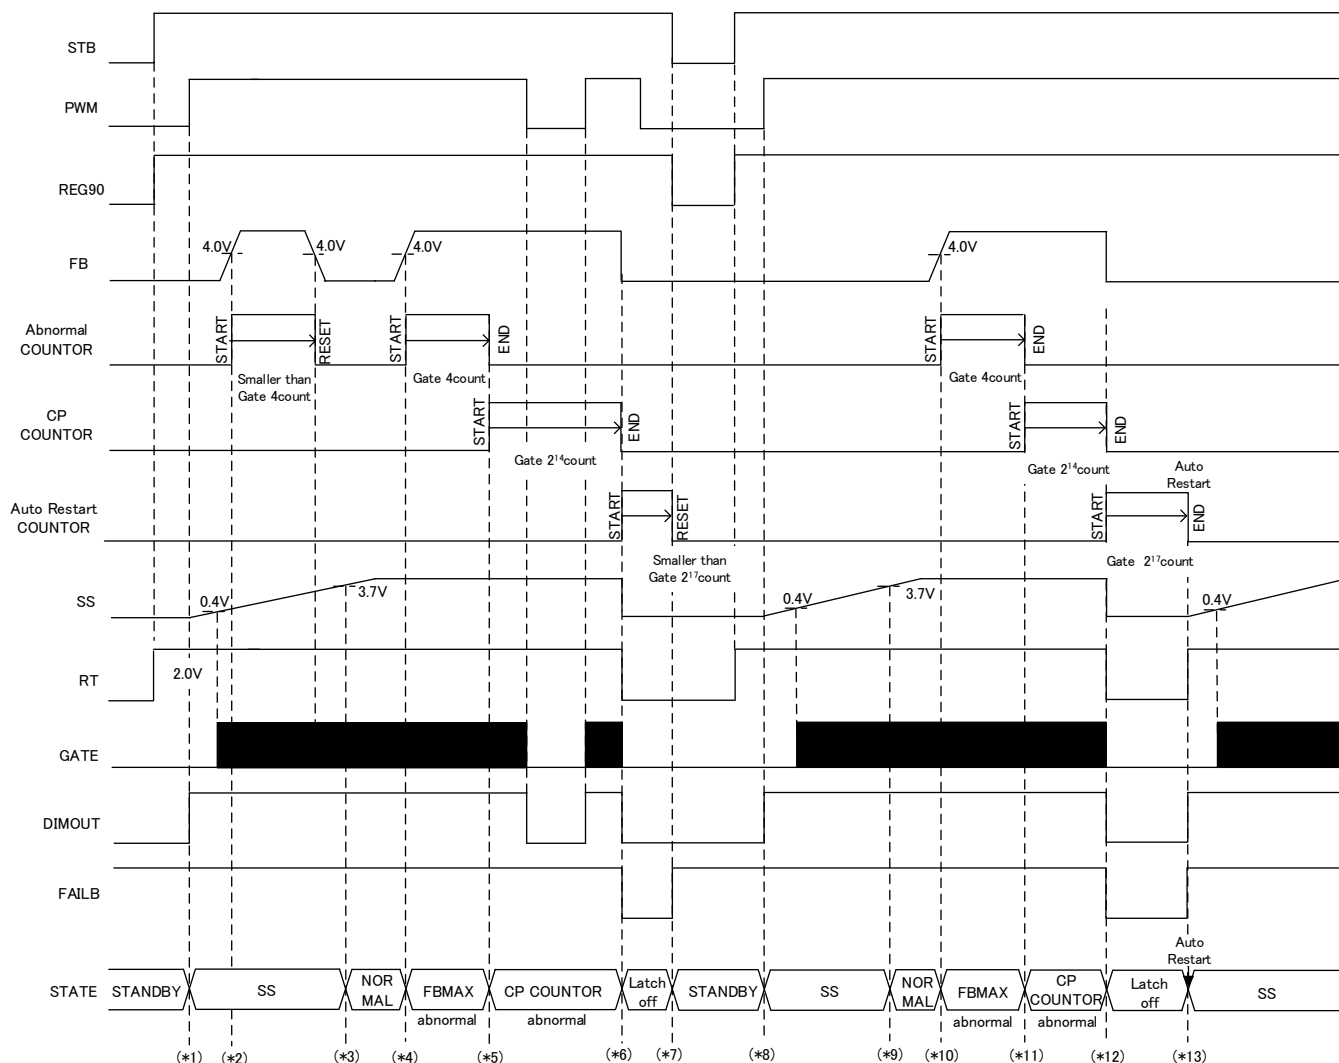 STB
PWM
REG90
4.0V
4.0V
4.0V
4.0V
FB
Abnormal
COUNTOR
START
RESET
START
END
START
END
Smaller than
Gate 4count
Gate 4count
Gate 4count
CP
COUNTOR
START
END
START
END
Gate 2¹⁴count
Gate 2¹⁴count
Auto
Restart
Auto Restart
COUNTOR
START
RESET
START
END
Smaller than
Gate 2¹⁷count
Gate 2¹⁷count
SS
0.4V
3.7V
0.4V
3.7V
0.4V
RT
2.0V
GATE
DIMOUT
FAILB
Auto
Restart
STATE
STANDBY
SS
NOR
MAL
FBMAX
CP COUNTOR
Latch
off
STANDBY
SS
NOR
MAL
FBMAX
CP
COUNTOR
Latch
off
SS
abnormal
abnormal
abnormal
abnormal
(*1) (*2) (*3) (*4) (*5) (*6) (*7) (*8) (*9) (*10) (*11) (*12) (*13)